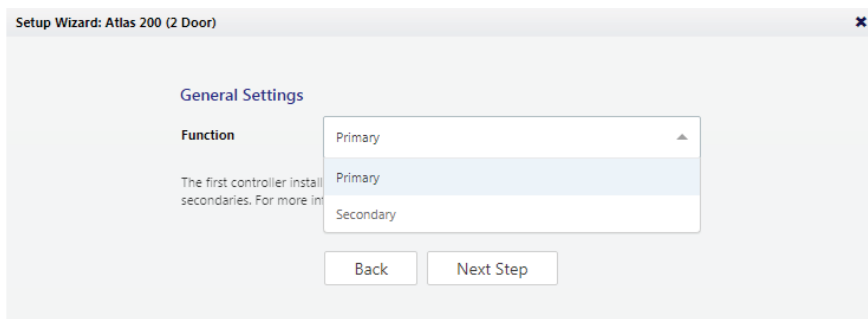 Setup Wizard: Atlas 200 (2 Door)
General Settings
Function
Primary
Primary
Secondary
The first controller install
secondaries. For more in
Back
Next Step